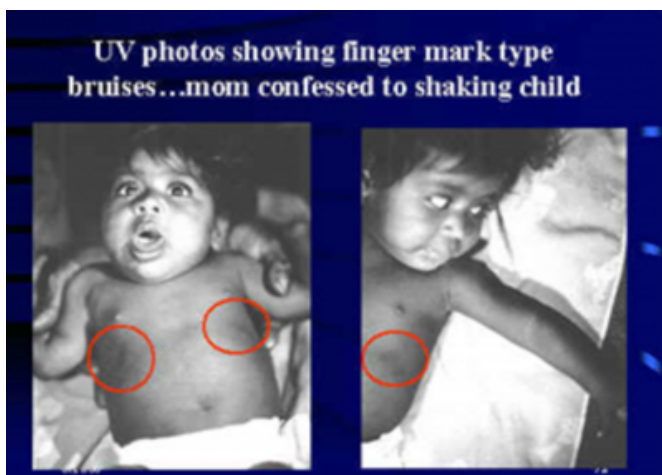 UV photos showing finger mark type
bruises...mom confessed to shaking child